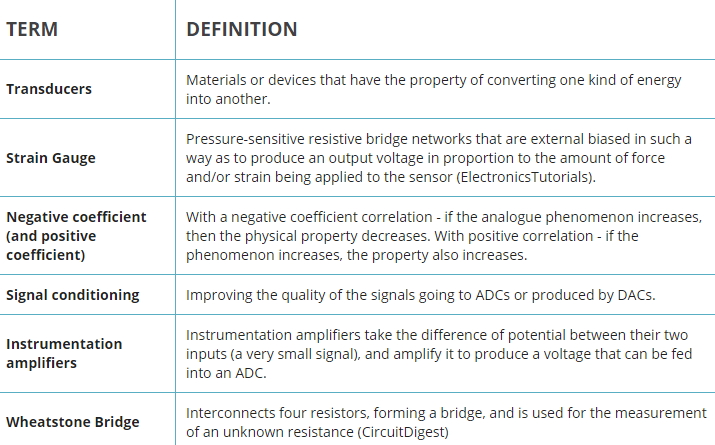 TERM
DEFINITION
Transducers
Materials or devices that have the property of converting one kind of energy
into another.
Strain Gauge
Pressure-sensitive resistive bridge networks that are external biased in such a
way as to produce an output voltage in proportion to the amount of force
and/or strain being applied to the sensor (ElectronicsTutorials).
Negative coefficient
(and positive
coefficient)
With a negative coefficient correlation - if the analogue phenomenon increases,
then the physical property decreases. With positive correlation - if the
phenomenon increases, the property also increases.
Signal conditioning
Improving the quality of the signals going to ADCs or produced by DACs.
Instrumentation
amplifiers
Instrumentation amplifiers take the difference of potential between their two
inputs (a very small signal), and amplify it to produce a voltage that can be fed
into an ADC.
Wheatstone Bridge
Interconnects four resistors, forming a bridge, and is used for the measurement
of an unknown resistance (CircuitDigest)